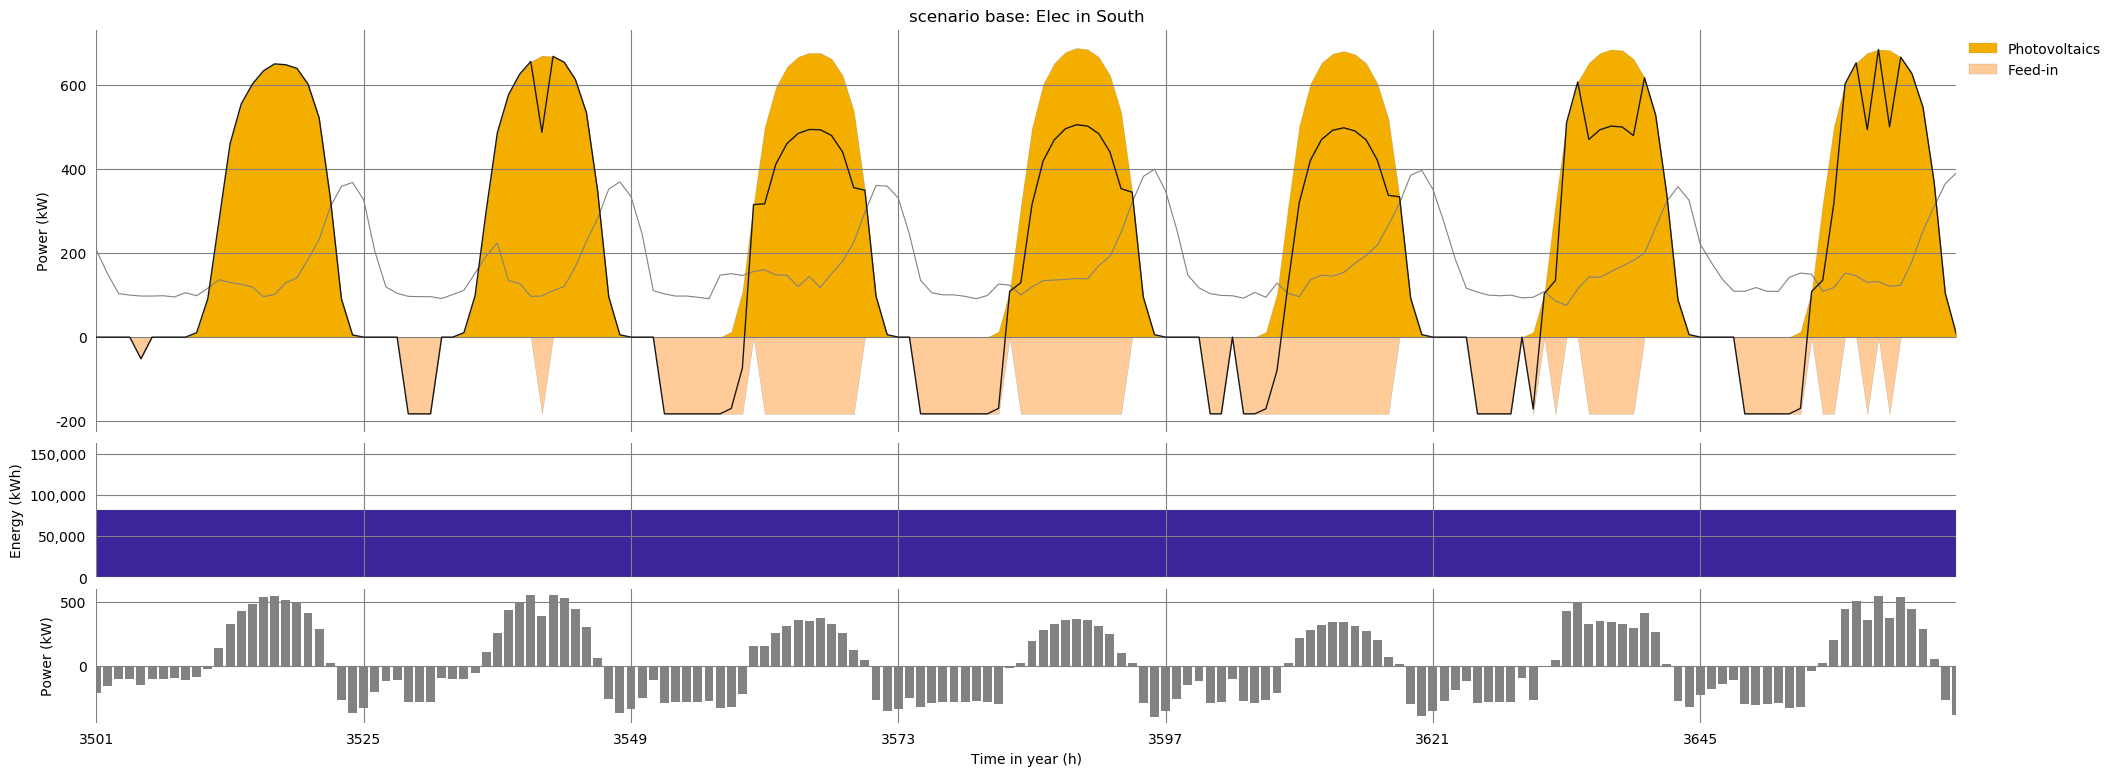 scenario base: Elec in South
Photovoltaics
Feed-in
Power (kW)
600
400
200
0
-200
Energy (kWh)
150,000
100,000
50,000
0
Power (kW)
500
0
3501 3525 3549 3573 3597 3621 3645
Time in year (h)